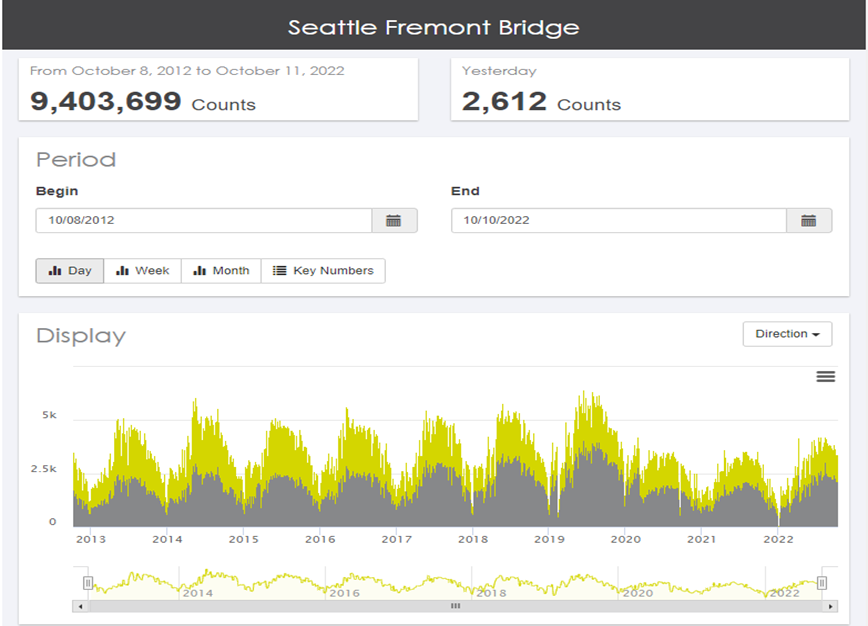 Seattle Fremont Bridge
From October 8, 2012 to October 11, 2022
9,403,699 Counts
Yesterday
2,612 Counts
Period
Begin
End
10/08/2012
10/10/2022
Day Week Month Key Numbers
Display
Direction
5k
2.5k
0
2013 2014 2015 2016 2017 2018 2019 2020 2021 2022
2014 2016 2018 2020 2022